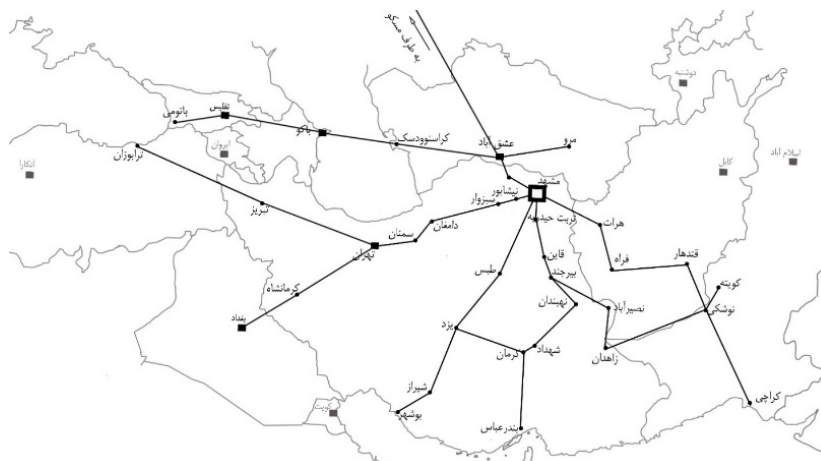 به طرف مسکو
دوشنبه
باتومی
تفلیس
باکو
کراسنوودسک
عشق آباد
مرو
ایروان
ترابوزان
آنکارا
کابل
اسلام آباد
مشهد
نیشابور
سبزوار
تربت حیدریه
هرات
تبریز
دامغان
سمنان
تهران
قاین
فراه
قندهار
طبس
بیرجند
کویته
کرمانشاه
نهبندان
نصیرآباد
نوشکی
بغداد
یزد
شهداد
کرمان
زاهدان
شیراز
کراچی
کویت
بوشهر
بندرعباس